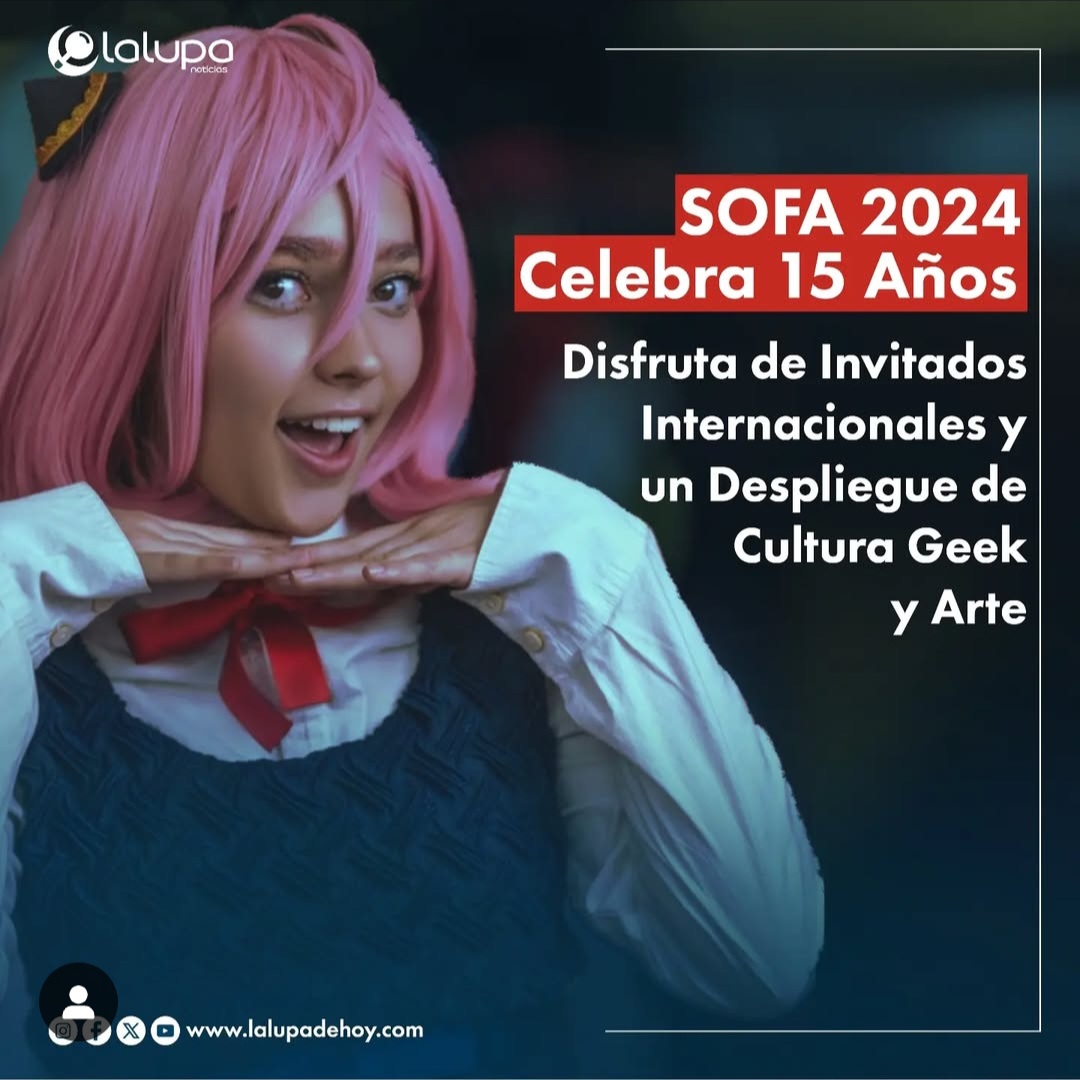 lalupa
noticias
SOFA 2024
Celebra 15 Años
Disfruta de Invitados
Internacionales y
un Despliegue de
Cultura Geek
y Arte
www.lalupadehoy.com